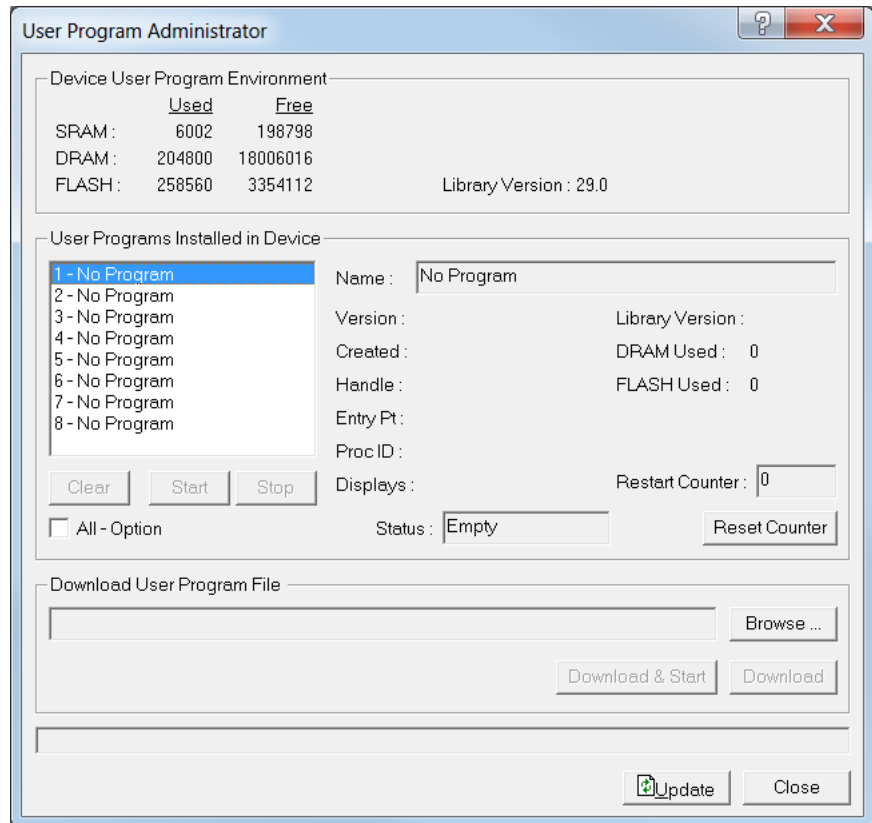 User Program Administrator
Device User Program Environment
Used Free
SRAM : 6002 198798
DRAM : 204800 18006016
FLASH : 258560 3354112 Library Version : 29.0
User Programs Installed in Device
1 - No Program
2 - No Program
3 - No Program
4 - No Program
5 - No Program
6 - No Program
7 - No Program
8 - No Program
Name : No Program
Version : Library Version :
Created : DRAM Used : 0
Handle : FLASH Used : 0
Entry Pt :
Proc ID :
Displays : Restart Counter : 0
Clear Start Stop
All - Option
Status : Empty Reset Counter
Download User Program File
Browse ...
Download & Start Download
Update Close